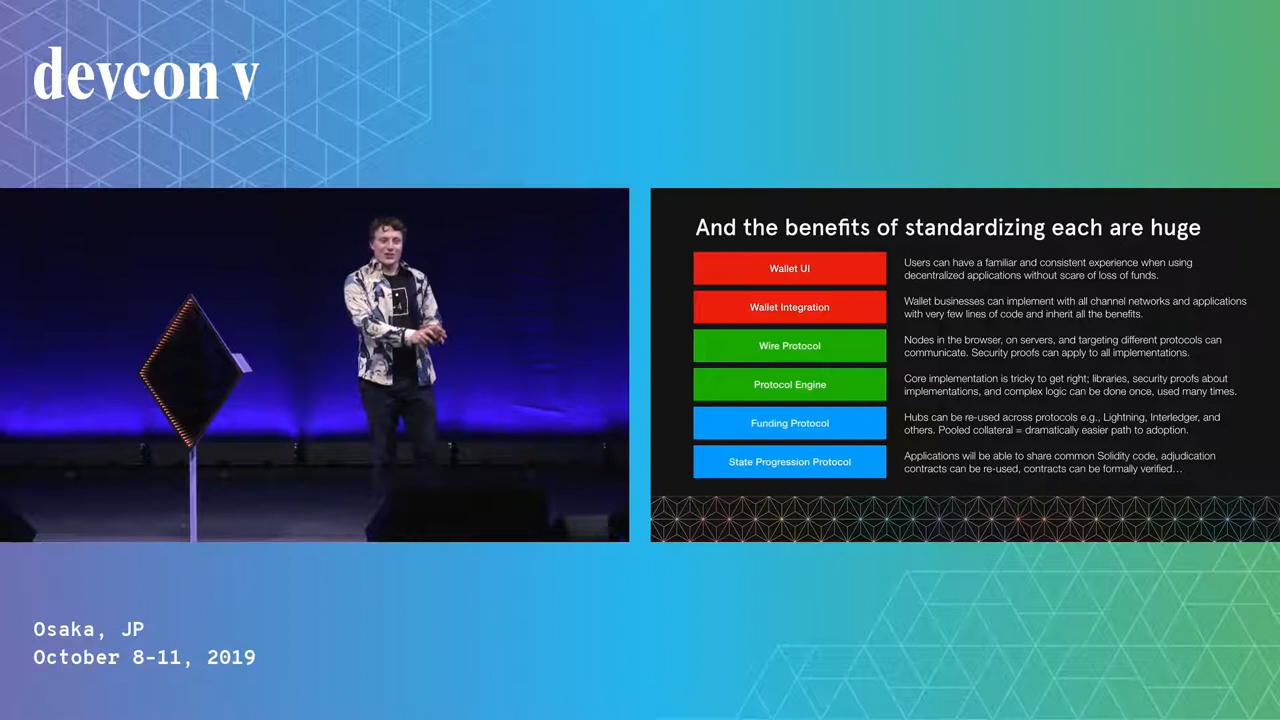 devcon v
And the benefits of standardizing each are huge
Wallet UI
Users can have a familiar and consistent experience when using
decentralized applications without scare of loss of funds.
Wallet Integration
Wallet businesses can implement with all channel networks and applications
with very few lines of code and inherit all the benefits.
Wire Protocol
Nodes in the browser, on servers, and targeting different protocols can
communicate. Security proofs can apply to all implementations.
Protocol Engine
Core implementation is tricky to get right; libraries, security proofs about
implementations, and complex logic can be done once, used many times.
Funding Protocol
Hubs can be re-used across protocols e.g., Lightning, Interledger, and
others. Pooled collateral = dramatically easier path to adoption.
State Progression Protocol
Applications will be able to share common Solidity code, adjudication
contracts can be re-used, contracts can be formally verified…
Osaka, JP
October 8-11, 2019